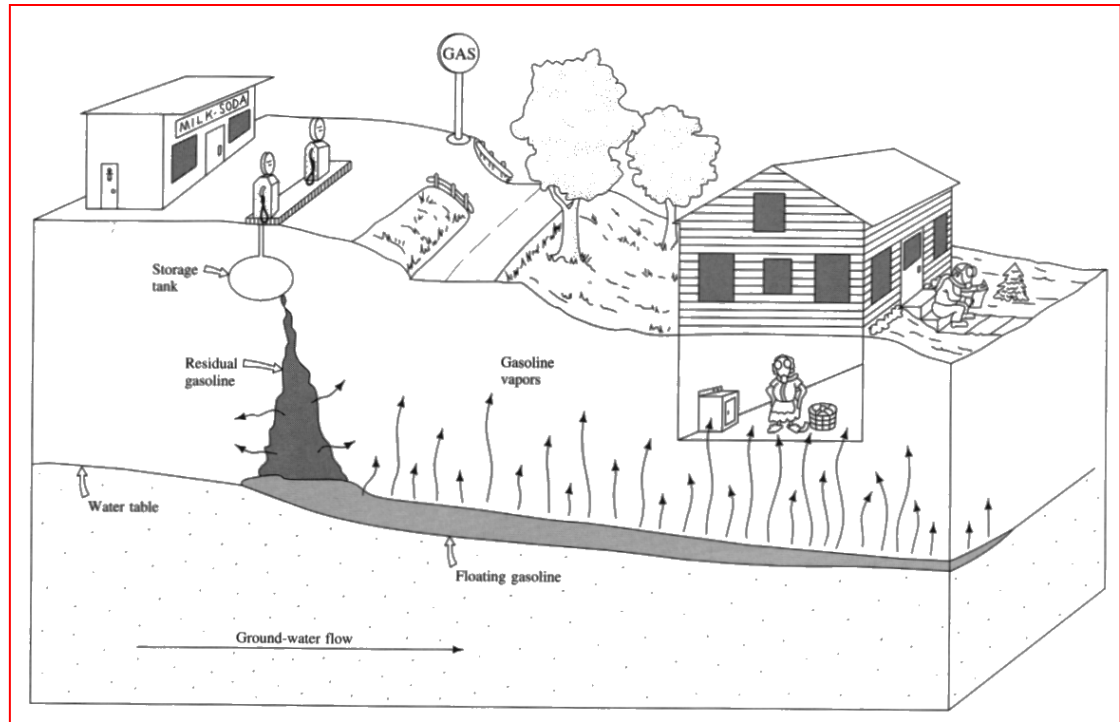 GAS
MILK-SODA
Storage
tank
Residual
gasoline
Gasoline
vapors
Water table
Floating gasoline
Ground-water flow